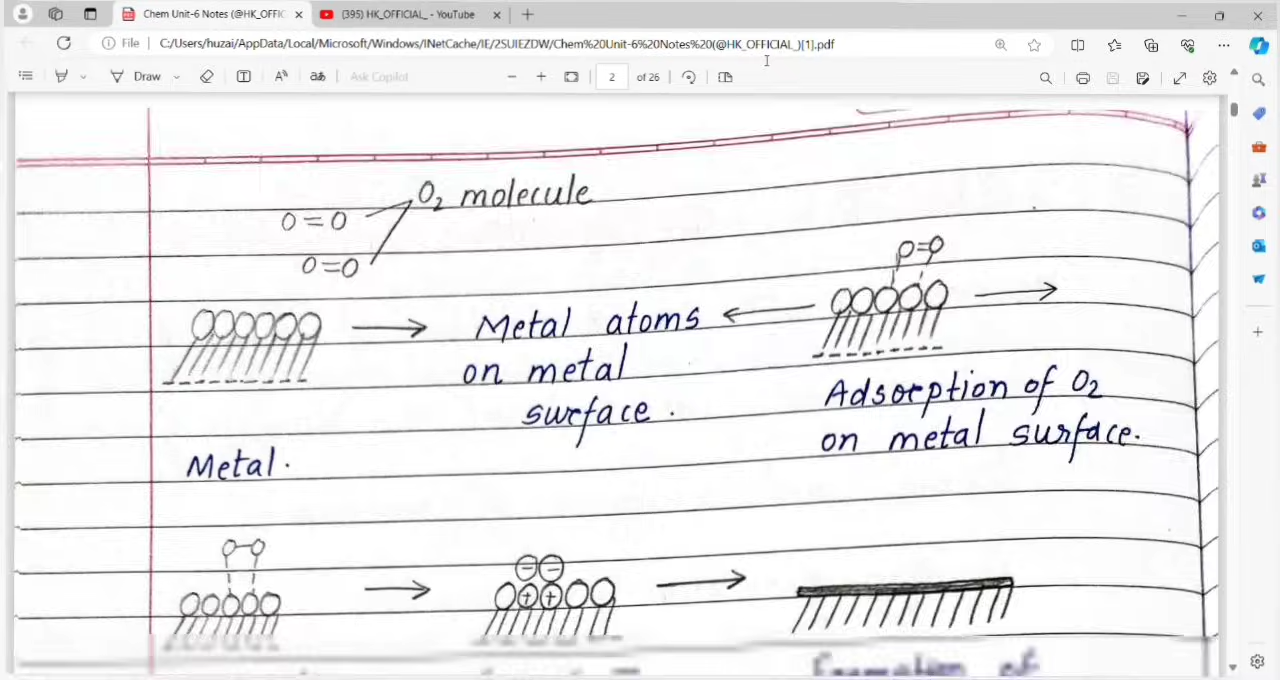 Chem Unit-6 Notes (@HK_OFFIC
(395) HK_OFFICIAL_ - YouTube
File
C:/Users/huzai/AppData/Local/Microsoft/Windows/INetCache/IE/2SUIEZDW/Chem%20Unit-6%20Notes%20(@HK_OFFICIAL_)[1].pdf
Draw
Ask Copilot
2 of 26
O₂ molecule
O=O
O=O
O=O
Metal atoms
on metal
surface.
Adsorption of O₂
on metal surface.
Metal.
O-O
− −
+ +
Formation of